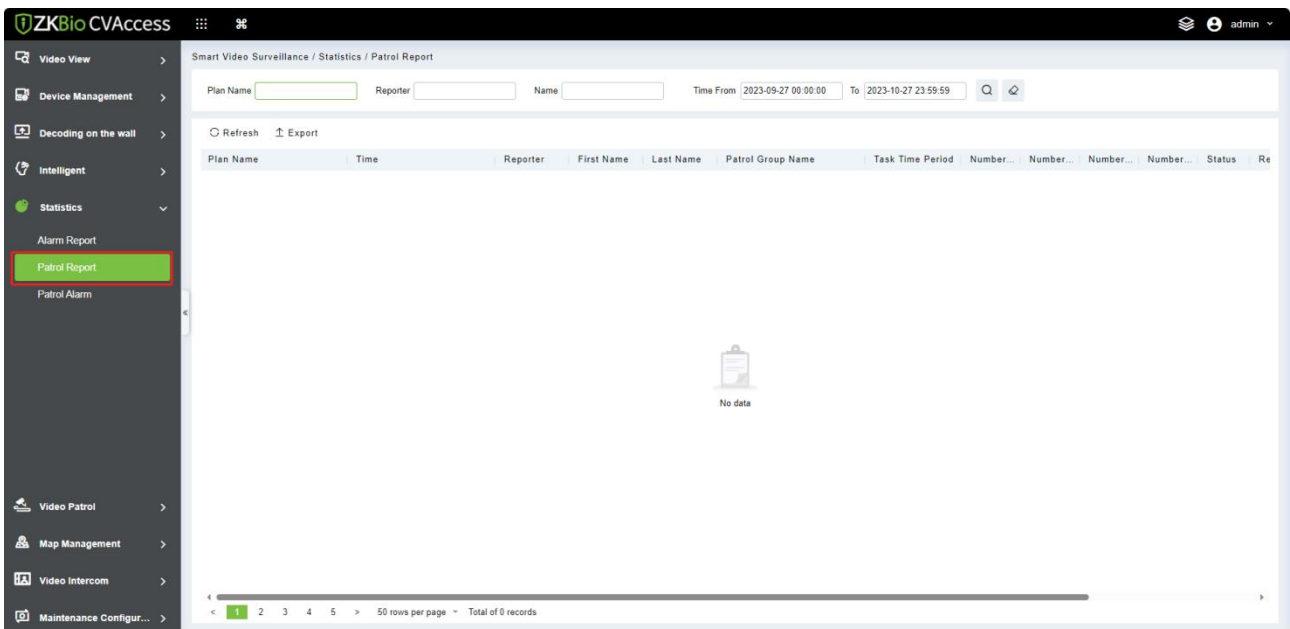 ZKBio CVAccess
admin
Video View
Device Management
Decoding on the wall
Intelligent
Statistics
Alarm Report
Patrol Report
Patrol Alarm
Video Patrol
Map Management
Video Intercom
Maintenance Configur...
Smart Video Surveillance / Statistics / Patrol Report
Plan Name Reporter Name Time From 2023-09-27 00:00:00 To 2023-10-27 23:59:59
Refresh Export
Plan Name Time Reporter First Name Last Name Patrol Group Name Task Time Period Number... Number... Number... Number... Status Re
No data
< 1 2 3 4 5 > 50 rows per page Total of 0 records